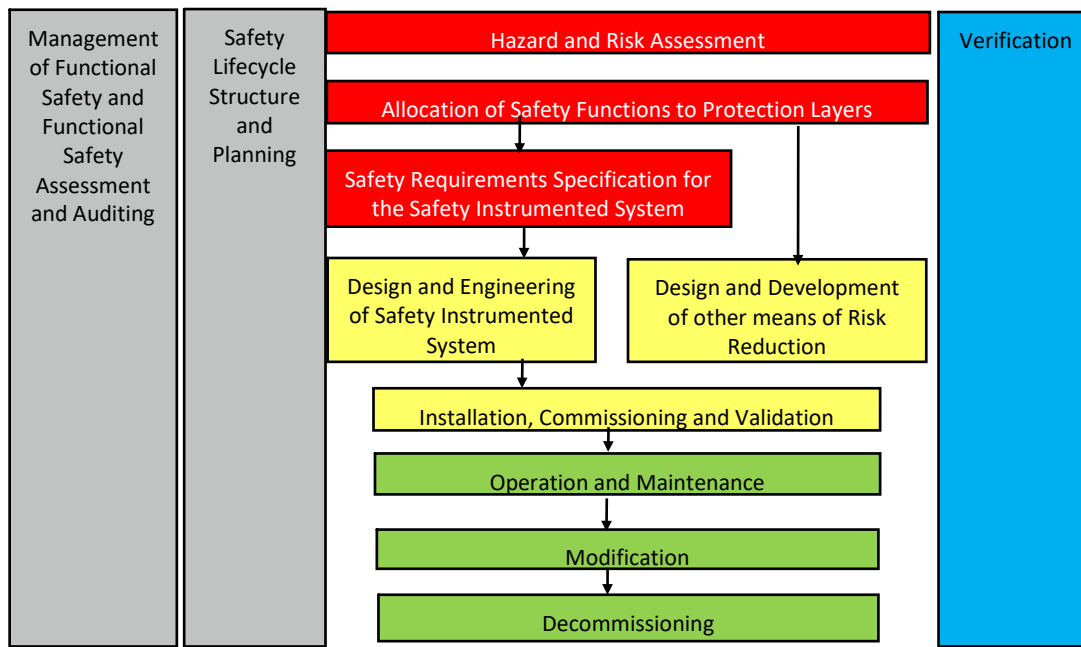 Management
of Functional
Safety and
Functional
Safety
Assessment
and Auditing
Safety
Lifecycle
Structure
and
Planning
Hazard and Risk Assessment
Allocation of Safety Functions to Protection Layers
Safety Requirements Specification for
the Safety Instrumented System
Design and Engineering
of Safety Instrumented
System
Design and Development
of other means of Risk
Reduction
Installation, Commissioning and Validation
Operation and Maintenance
Modification
Decommissioning
Verification